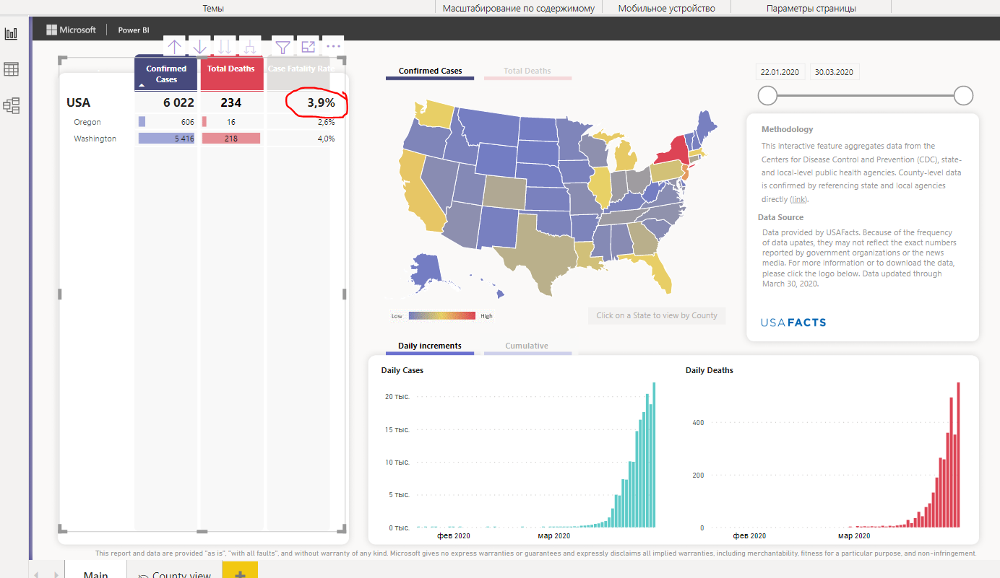 Темы
Масштабирование по содержимому
Мобильное устройство
Параметры страницы
Microsoft
Power BI
Confirmed Cases
Total Deaths
Case Fatality Rate
USA 6 022 234 3,9%
Oregon 606 16 2,6%
Washington 5 416 218 4,0%
Confirmed Cases
Total Deaths
Low
High
Click on a State to view by County
22.01.2020
30.03.2020
Methodology
This interactive feature aggregates data from the
Centers for Disease Control and Prevention (CDC), state-
and local-level public health agencies. County-level data
is confirmed by referencing state and local agencies
directly (link).
Data Source
Data provided by USAFacts. Because of the frequency
of data upates, they may not reflect the exact numbers
reported by government organizations or the news
media. For more information or to download the data,
please click the logo below. Data updated through
March 30, 2020.
USAFACTS
Daily increments
Cumulative
Daily Cases
20 тыс.
15 тыс.
10 тыс.
5 тыс.
0 тыс.
фев 2020
мар 2020
Daily Deaths
400
200
0
фев 2020
мар 2020
This report and data are provided "as is", "with all faults", and without warranty of any kind. Microsoft gives no express warranties or guarantees and expressly disclaims all implied warranties, including merchantability, fitness for a particular purpose, and non-infringement.
Main
County view